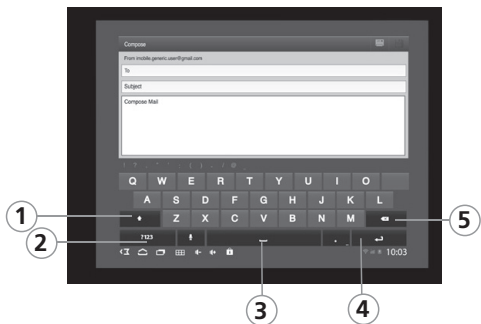 Compose
From:mobile.generic.user@gmail.com
To
Subject
Compose Mail
! ? , " ' : ( ) - / @
Q W E R T Y U I O
A S D F G H J K L
1
Z X C V B N M
5
2
?123
.
10:03
3
4